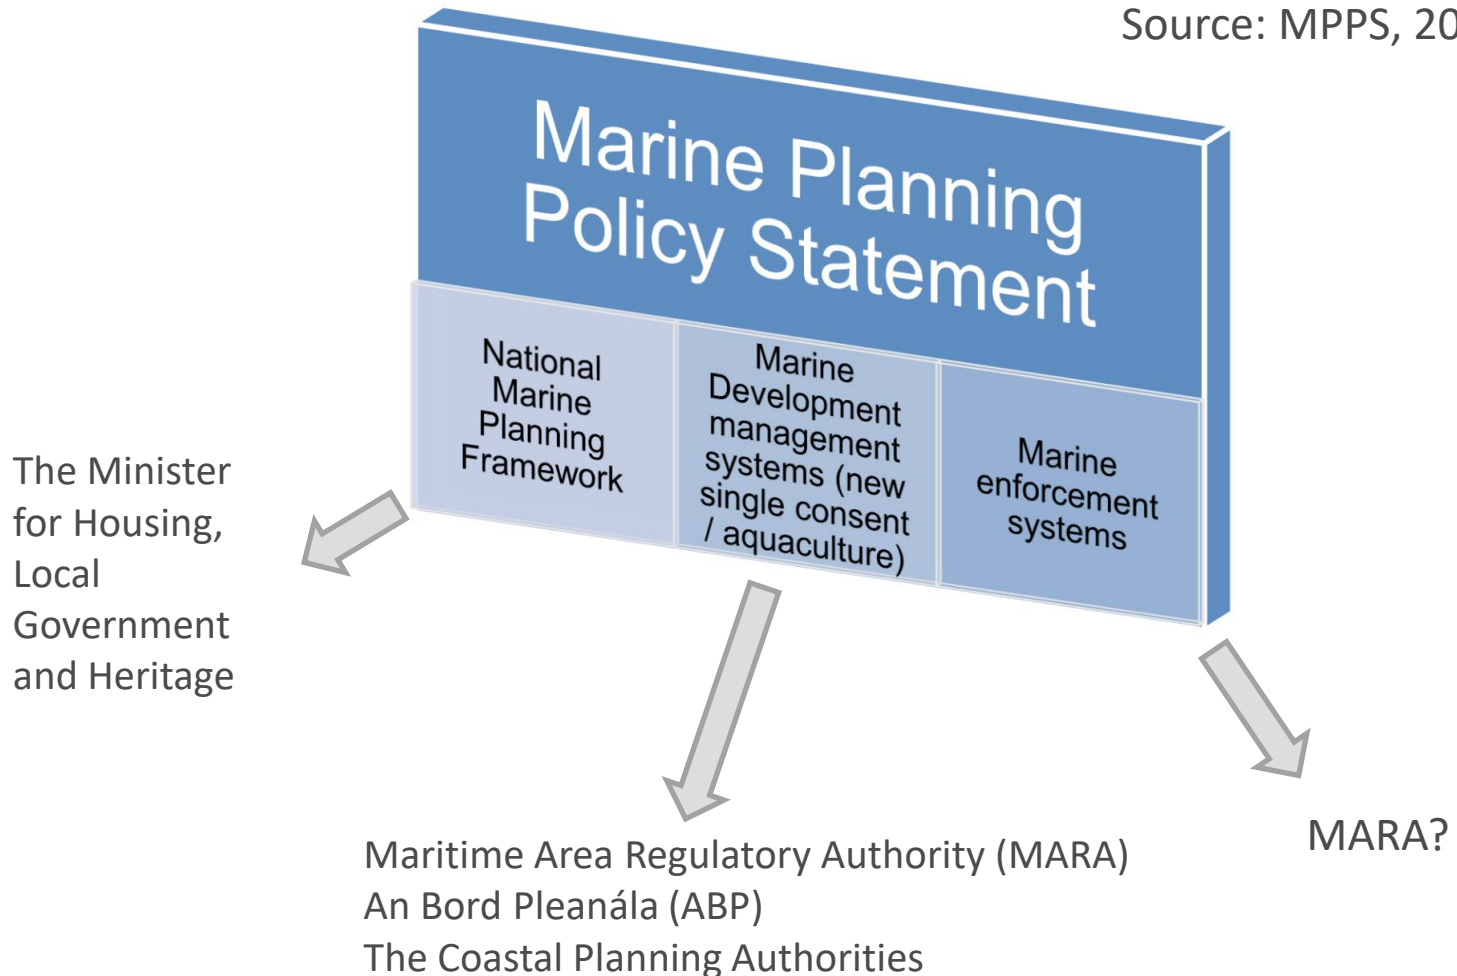 Source: MPPS, 20
Marine Planning
Policy Statement
National
Marine
Planning
Framework
Marine
Development
management
systems (new
single consent
/ aquaculture)
Marine
enforcement
systems
The Minister
for Housing,
Local
Government
and Heritage
Maritime Area Regulatory Authority (MARA)
An Bord Pleanála (ABP)
The Coastal Planning Authorities
MARA?